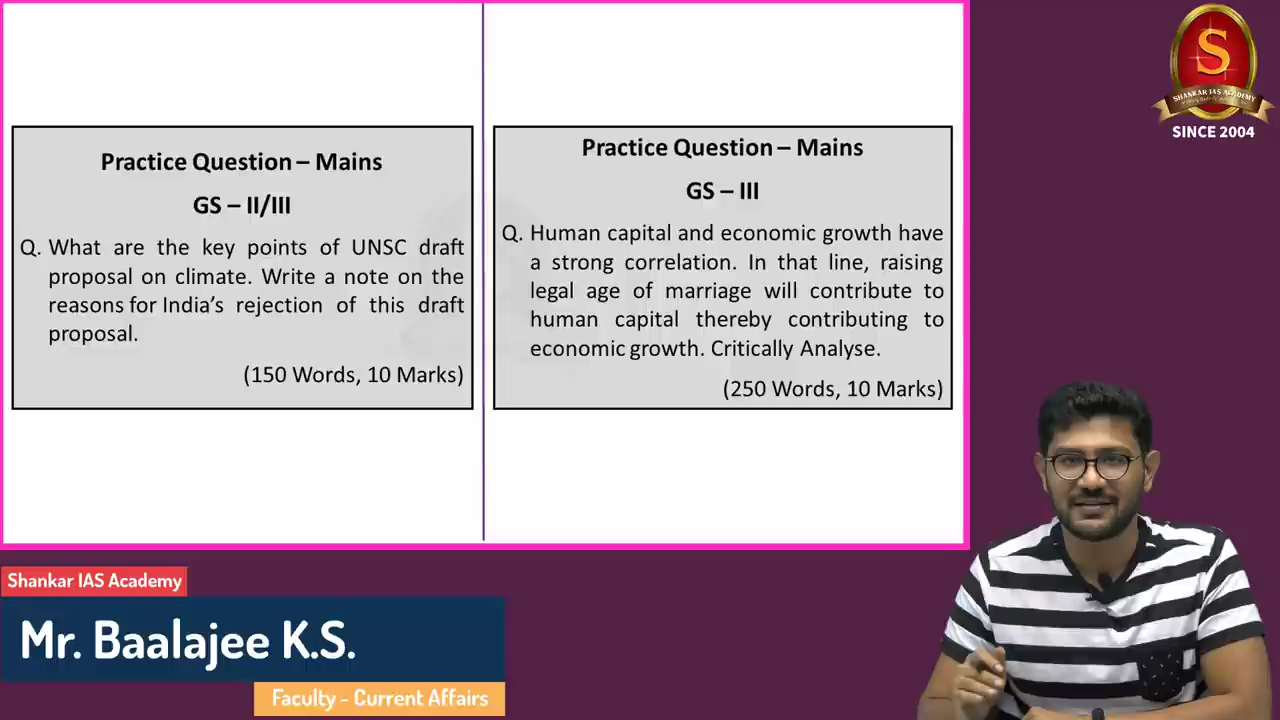 Practice Question – Mains
GS – II/III
Q. What are the key points of UNSC draft
proposal on climate. Write a note on the
reasons for India’s rejection of this draft
proposal.
(150 Words, 10 Marks)
Practice Question – Mains
GS – III
Q. Human capital and economic growth have
a strong correlation. In that line, raising
legal age of marriage will contribute to
human capital thereby contributing to
economic growth. Critically Analyse.
(250 Words, 10 Marks)
S
SHANKAR IAS ACADEMY
SINCE 2004
Shankar IAS Academy
Mr. Baalajee K.S.
Faculty - Current Affairs